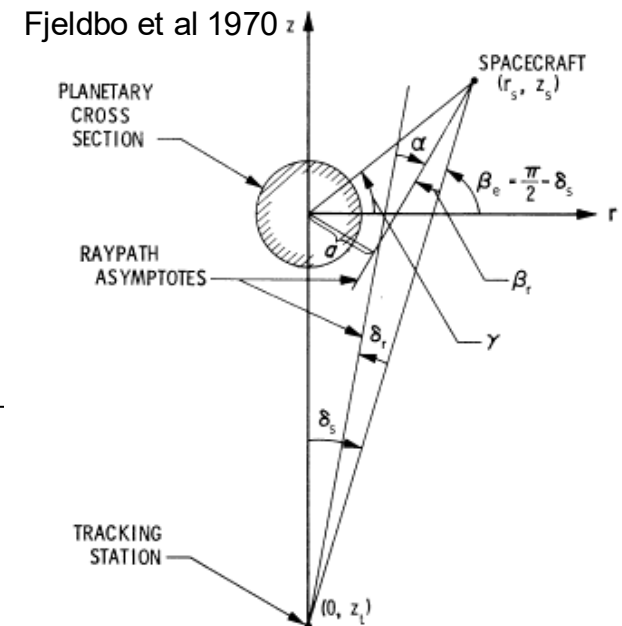 Fjeldbo et al 1970
z
SPACECRAFT
(r_s, z_s)
PLANETARY
CROSS
SECTION
α
β_e = π/2 - δ_s
r
a
RAYPATH
ASYMPTOTES
β_r
γ
δ_r
δ_s
TRACKING
STATION
(0, z_t)